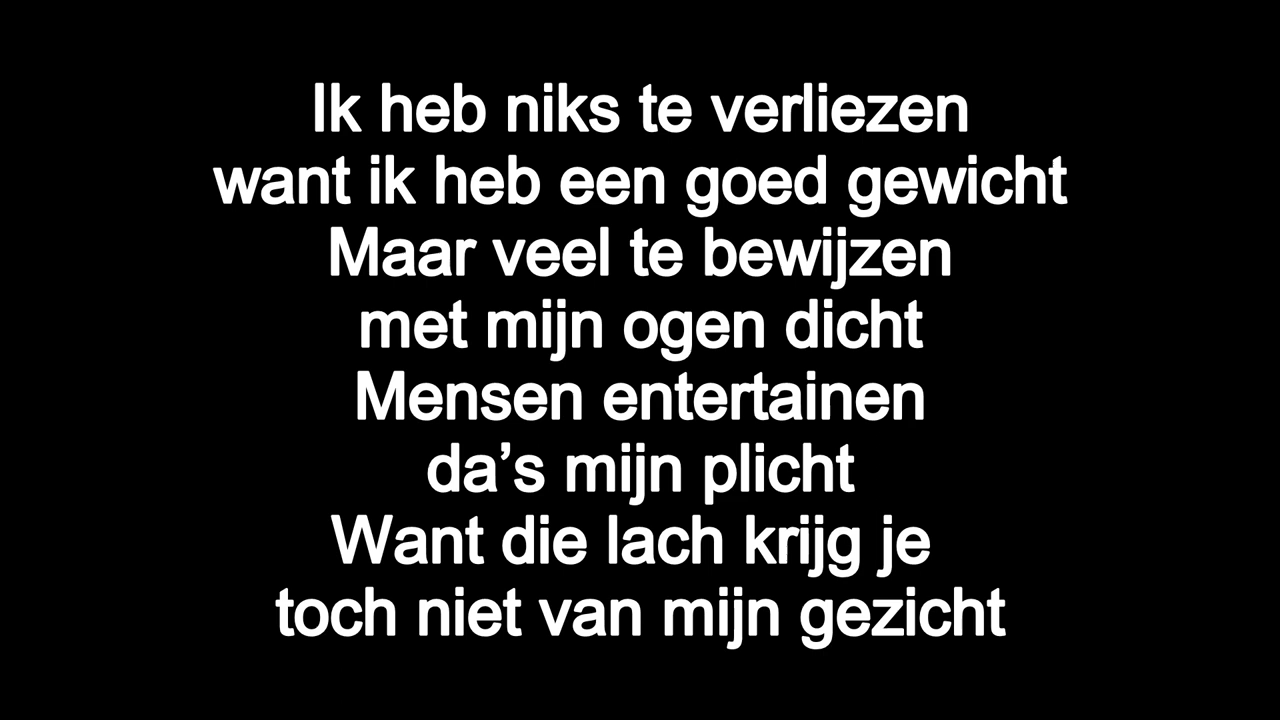 Ik heb niks te verliezen
want ik heb een goed gewicht
Maar veel te bewijzen
met mijn ogen dicht
Mensen entertainen
da’s mijn plicht
Want die lach krijg je
toch niet van mijn gezicht